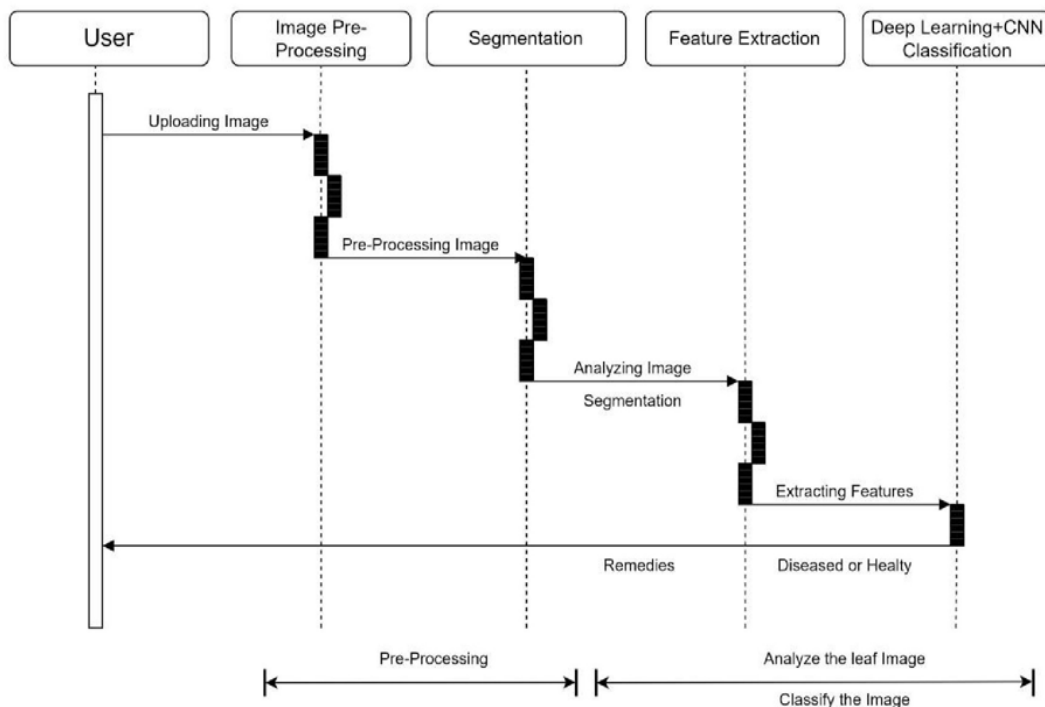 User
Image Pre-
Processing
Segmentation
Feature Extraction
Deep Learning+CNN
Classification
Uploading Image
Pre-Processing Image
Analyzing Image
Segmentation
Extracting Features
Remedies
Diseased or Healty
Pre-Processing
Analyze the leaf Image
Classify the Image